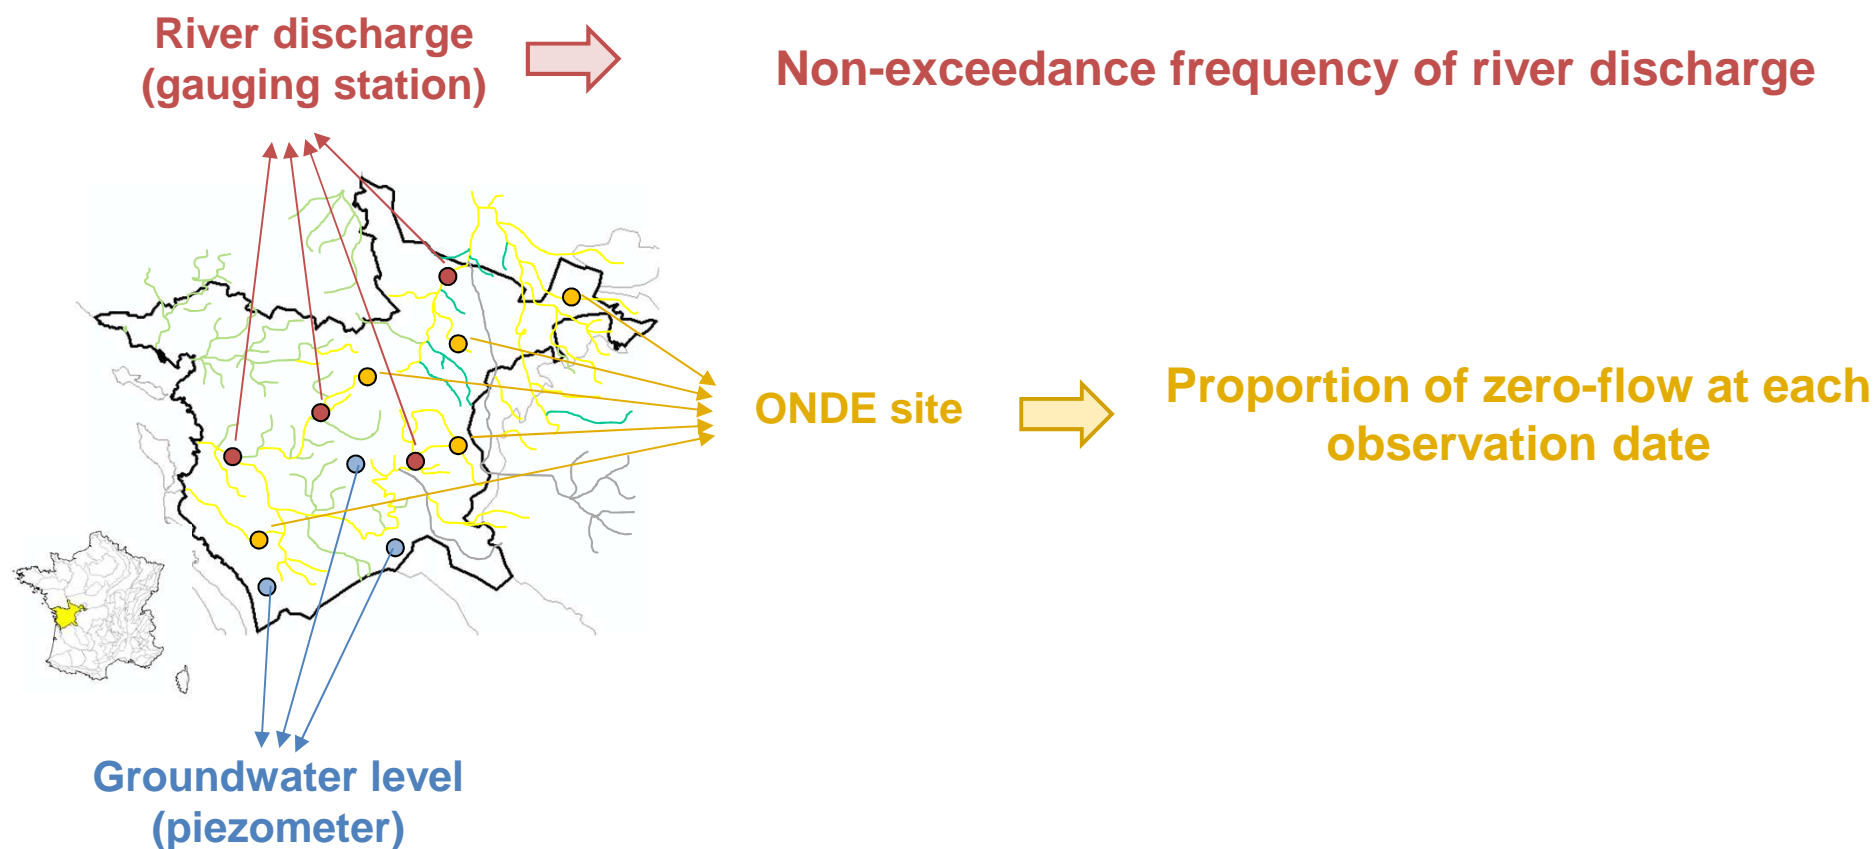 River discharge
(gauging station)
Non-exceedance frequency of river discharge
ONDE site
Proportion of zero-flow at each
observation date
Groundwater level
(piezometer)